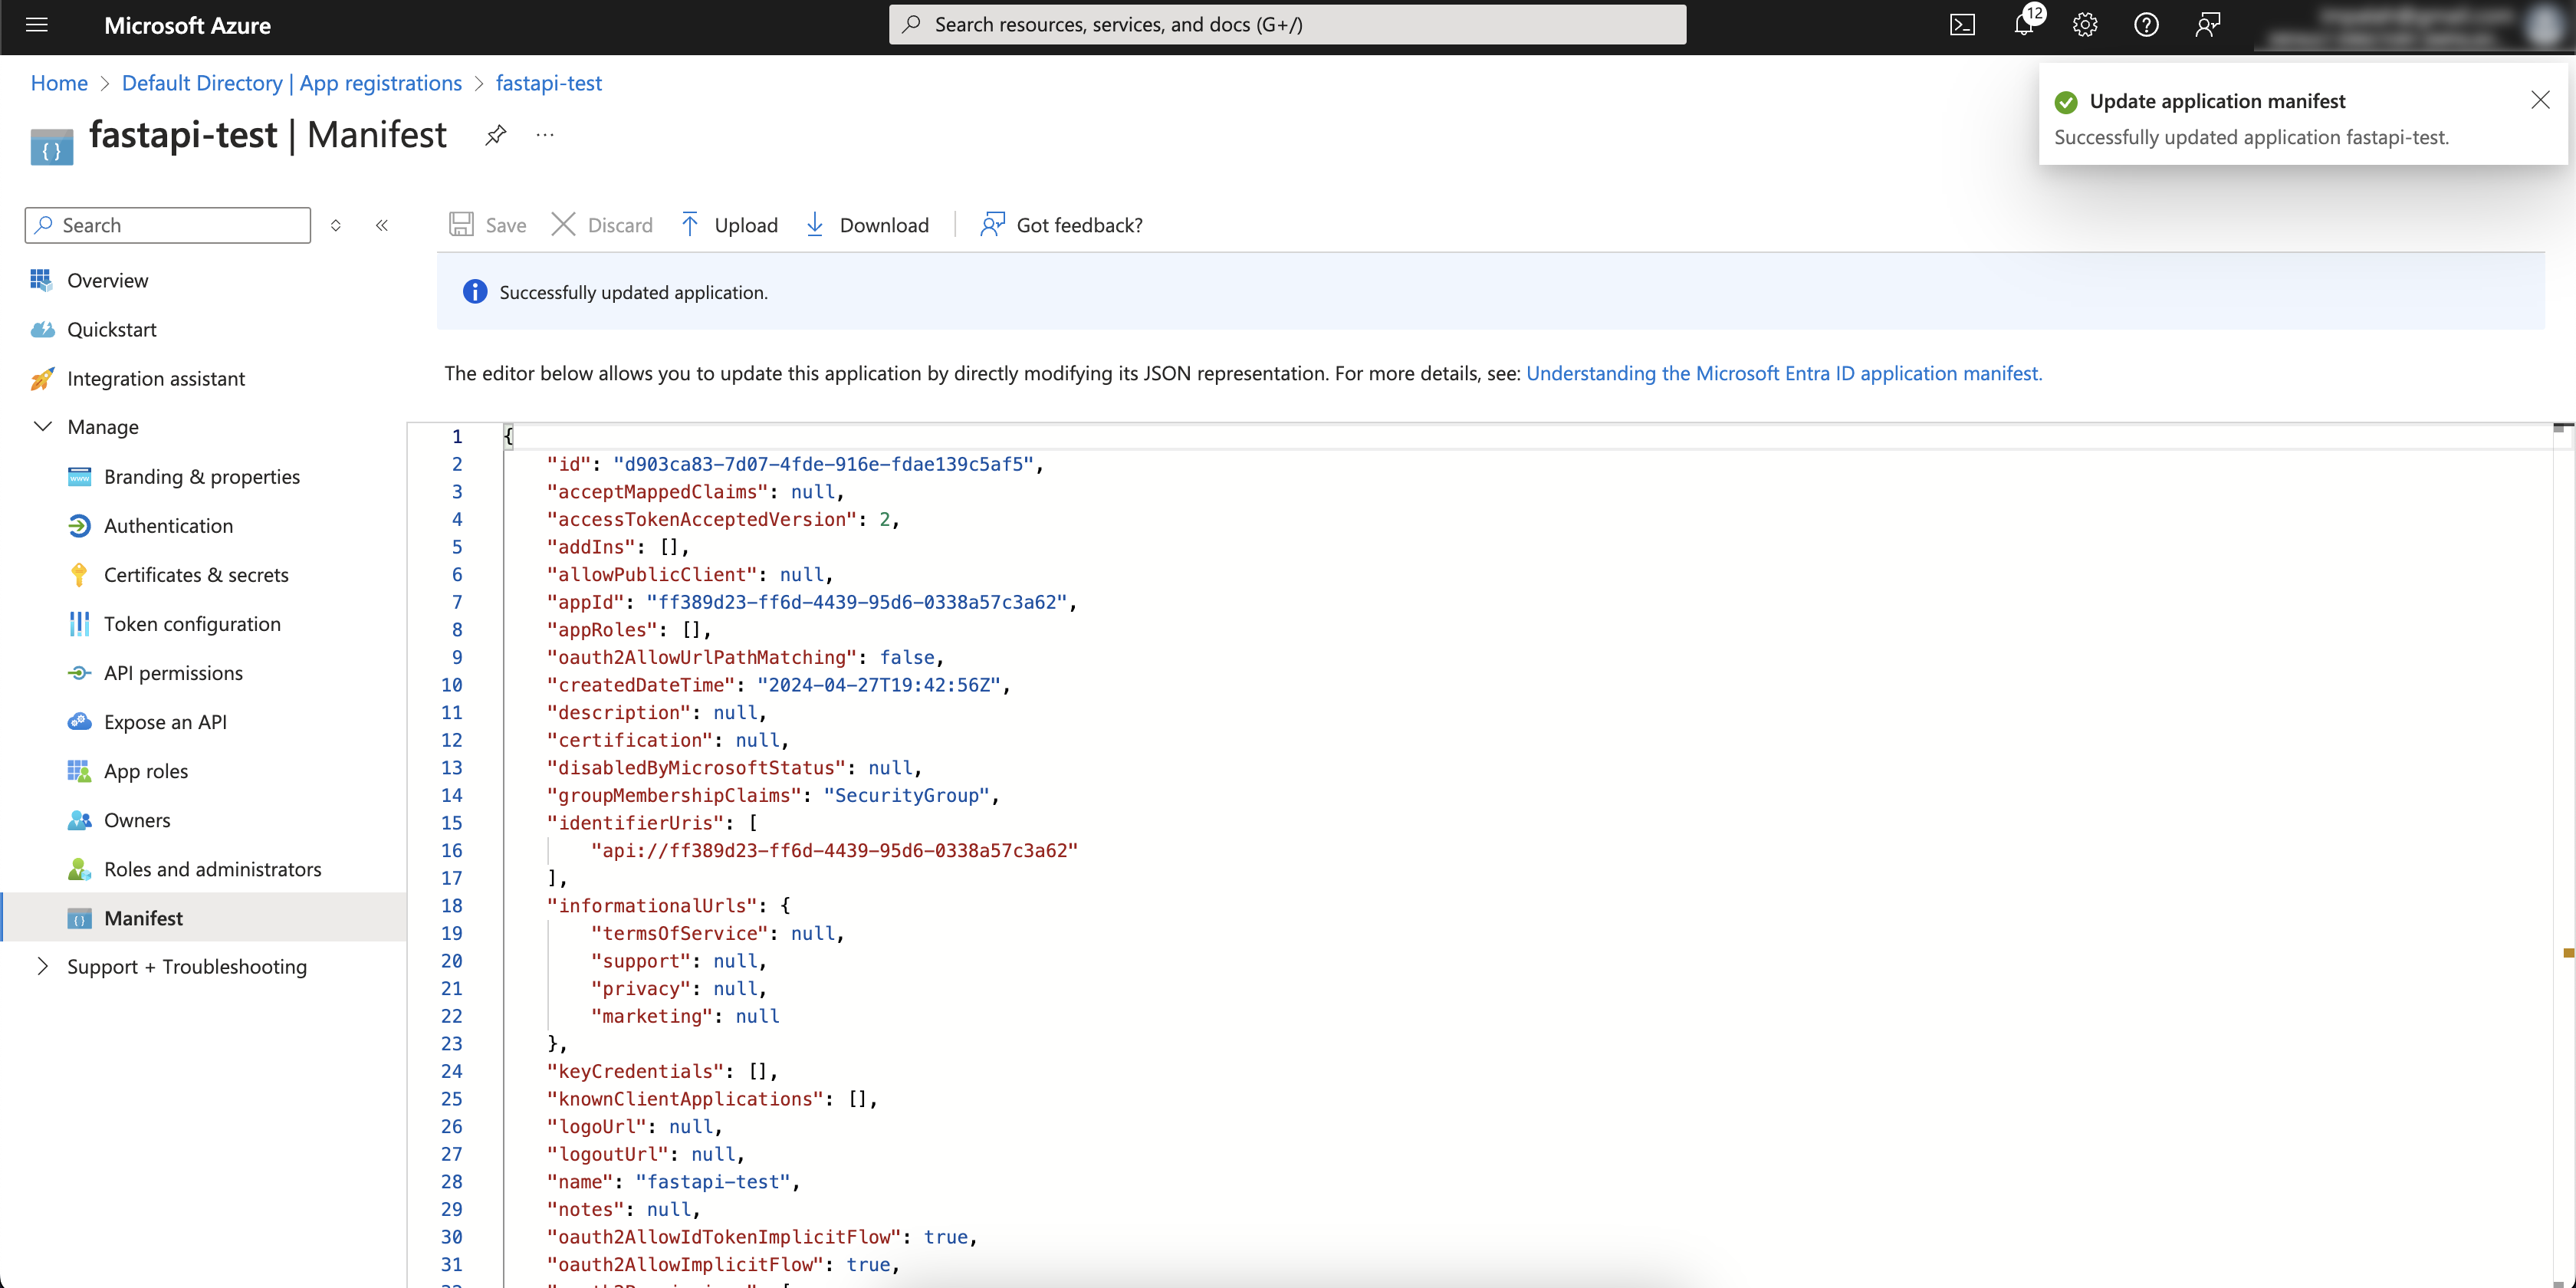 Microsoft Azure
Search resources, services, and docs (G+/)
12
Home > Default Directory | App registrations > fastapi-test
fastapi-test | Manifest
...
Update application manifest
Successfully updated application fastapi-test.
Search
Save
Discard
Upload
Download
Got feedback?
Successfully updated application.
The editor below allows you to update this application by directly modifying its JSON representation. For more details, see: Understanding the Microsoft Entra ID application manifest.
Overview
Quickstart
Integration assistant
Manage
Branding & properties
Authentication
Certificates & secrets
Token configuration
API permissions
Expose an API
App roles
Owners
Roles and administrators
Manifest
Support + Troubleshooting
1 {
2 "id": "d903ca83-7d07-4fde-916e-fdae139c5af5",
3 "acceptMappedClaims": null,
4 "accessTokenAcceptedVersion": 2,
5 "addIns": [],
6 "allowPublicClient": null,
7 "appId": "ff389d23-ff6d-4439-95d6-0338a57c3a62",
8 "appRoles": [],
9 "oauth2AllowUrlPathMatching": false,
10 "createdDateTime": "2024-04-27T19:42:56Z",
11 "description": null,
12 "certification": null,
13 "disabledByMicrosoftStatus": null,
14 "groupMembershipClaims": "SecurityGroup",
15 "identifierUris": [
16 "api://ff389d23-ff6d-4439-95d6-0338a57c3a62"
17 ],
18 "informationalUrls": {
19 "termsOfService": null,
20 "support": null,
21 "privacy": null,
22 "marketing": null
23 },
24 "keyCredentials": [],
25 "knownClientApplications": [],
26 "logoUrl": null,
27 "logoutUrl": null,
28 "name": "fastapi-test",
29 "notes": null,
30 "oauth2AllowIdTokenImplicitFlow": true,
31 "oauth2AllowImplicitFlow": true,